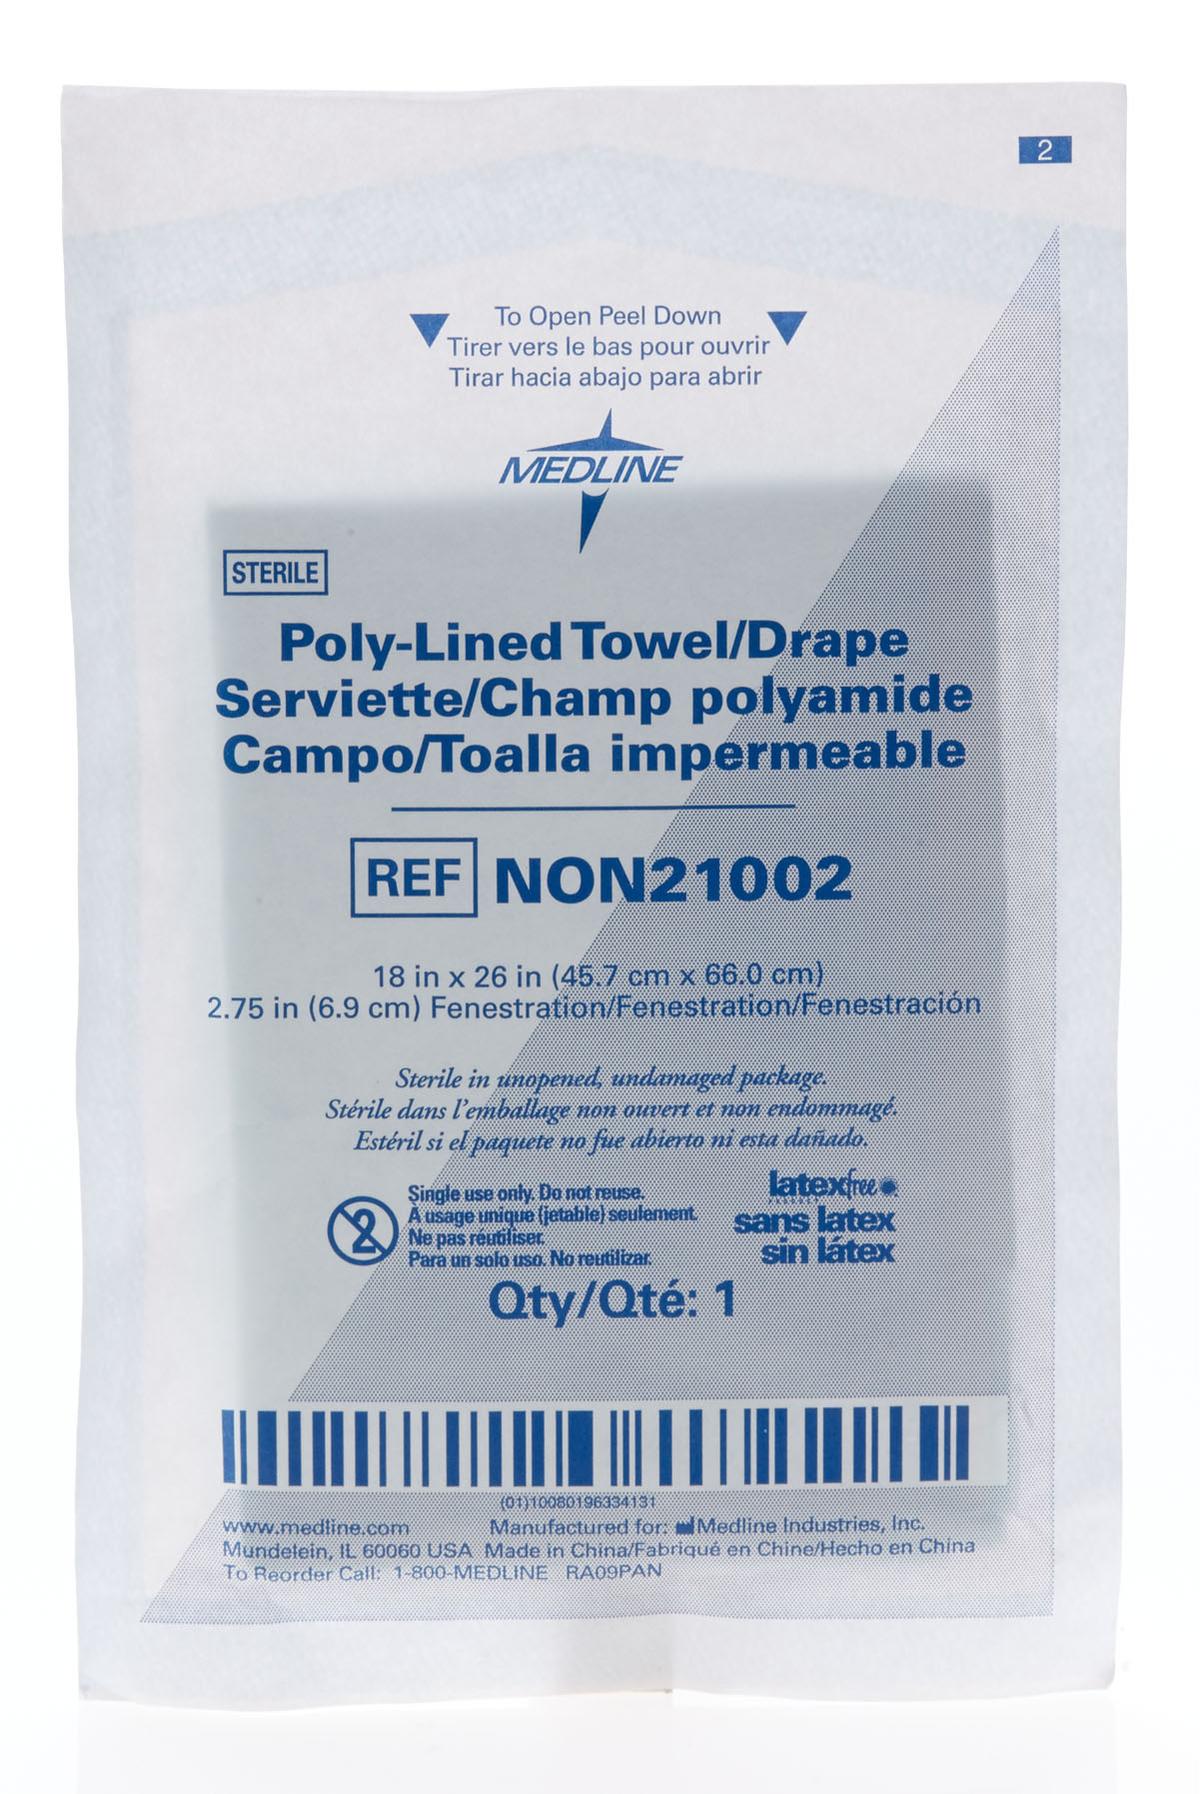 2
To Open Peel Down
Tirer vers le bas pour ouvrir
Tirar hacia abajo para abrir
MEDLINE
STERILE
Poly-Lined Towel/Drape
Serviette/Champ polyamide
Campo/Toalla impermeable
REF NON21002
18 in x 26 in (45.7 cm x 66.0 cm)
2.75 in (6.9 cm) Fenestration/Fenestration/Fenestración
Sterile in unopened, undamaged package.
Stérile dans l'emballage non ouvert et non endommagé.
Estéril si el paquete no fue abierto ni esta dañado.
2
Single use only. Do not reuse.
À usage unique (jetable) seulement.
Ne pas réutiliser.
Para un solo uso. No reutilizar.
latexfree
sans latex
sin látex
Qty/Qté: 1
(01)10080196334131
www.medline.com Manufactured for: Medline Industries, Inc.
Mundelein, IL 60060 USA Made in China/Fabriqué en Chine/Hecho en China
To Reorder Call: 1-800-MEDLINE RA09PAN